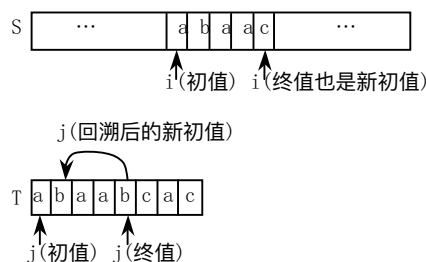 S … a b a a c …
i(初值) i(终值也是新初值)
j(回溯后的新初值)
T a b a a b c a c
j(初值) j(终值)